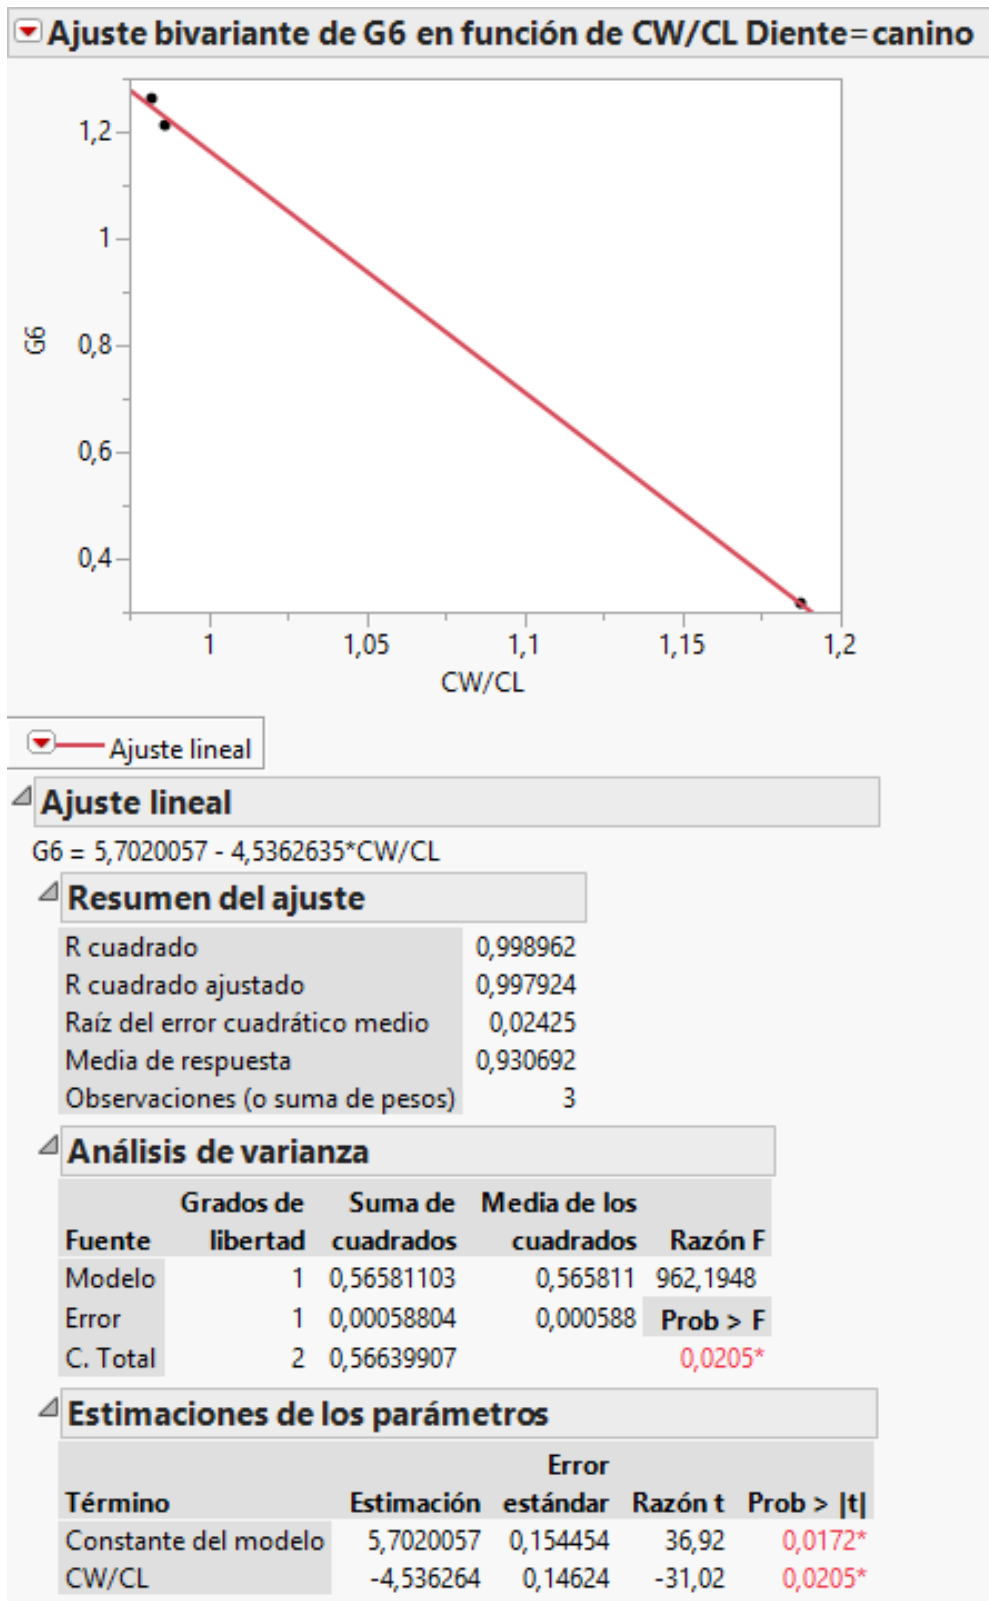 Ajuste bivariante de G6 en función de CW/CL Diente=canino
1,2
1
0,8
0,6
0,4
G6
1 1,05 1,1 1,15 1,2
CW/CL
Ajuste lineal
Ajuste lineal
G6 = 5,7020057 - 4,5362635*CW/CL
Resumen del ajuste
R cuadrado 0,998962
R cuadrado ajustado 0,997924
Raíz del error cuadrático medio 0,02425
Media de respuesta 0,930692
Observaciones (o suma de pesos) 3
Análisis de varianza
Grados de Suma de Media de los
Fuente libertad cuadrados cuadrados Razón F
Modelo 1 0,56581103 0,565811 962,1948
Error 1 0,00058804 0,000588 Prob > F
C. Total 2 0,56639907 0,0205*
Estimaciones de los parámetros
Error
Término Estimación estándar Razón t Prob > |t|
Constante del modelo 5,7020057 0,154454 36,92 0,0172*
CW/CL -4,536264 0,14624 -31,02 0,0205*